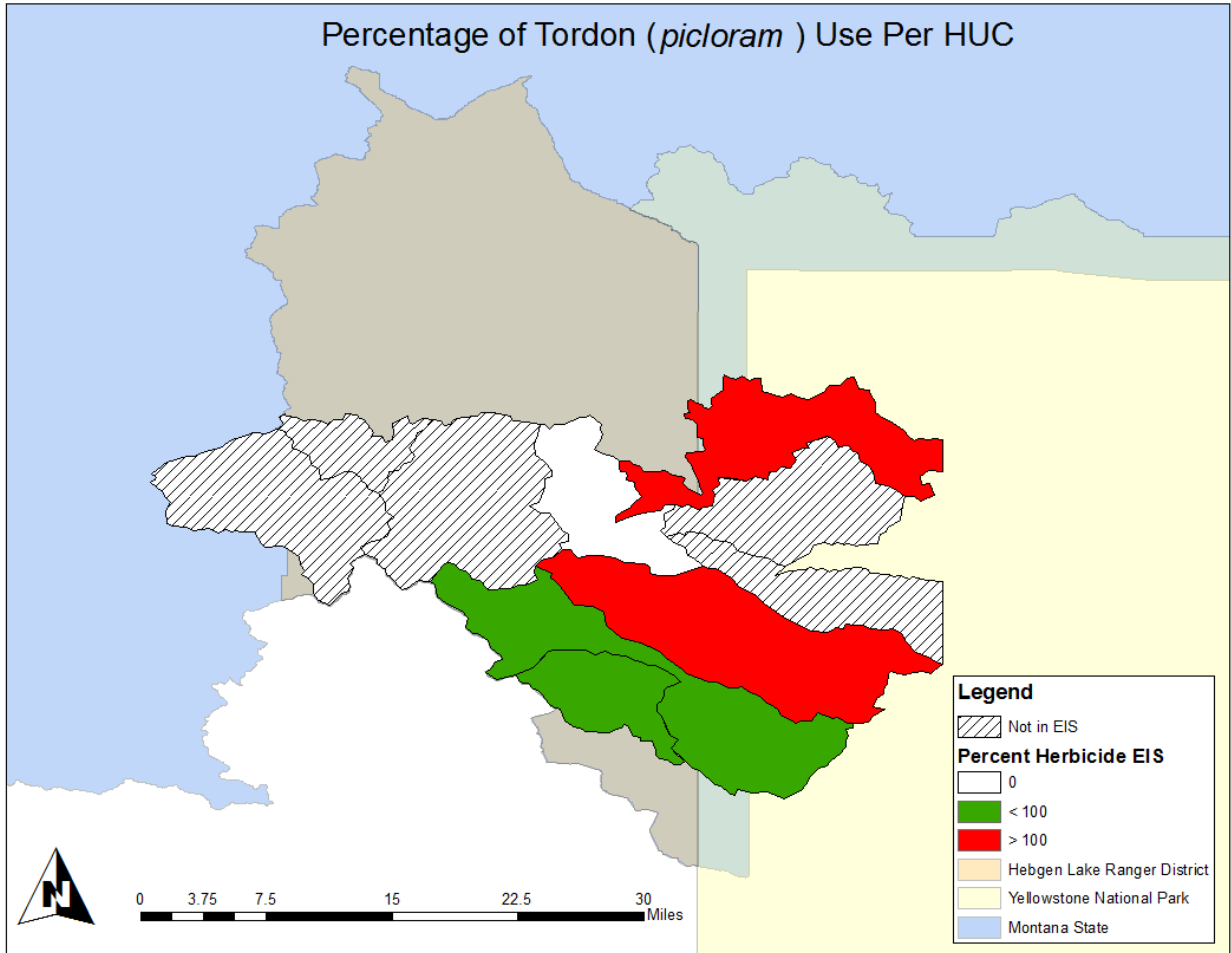 Percentage of Tordon (picloram ) Use Per HUC
Legend
Not in EIS
Percent Herbicide EIS
0
< 100
> 100
Hebgen Lake Ranger District
Yellowstone National Park
Montana State
N
0 3.75 7.5 15 22.5 30
Miles